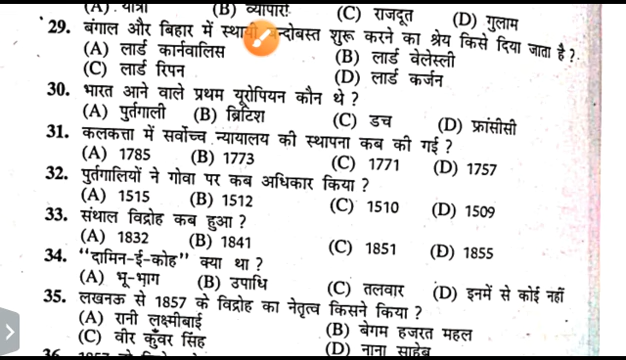 (A) यात्री (B) व्यापारी (C) राजदूत (D) गुलाम
29. बंगाल और बिहार में स्थायी बन्दोबस्त शुरू करने का श्रेय किसे दिया जाता है ?
(A) लार्ड कार्नवालिस (B) लार्ड वेलेस्ली
(C) लार्ड रिपन (D) लार्ड कर्जन
30. भारत आने वाले प्रथम यूरोपियन कौन थे ?
(A) पुर्तगाली (B) ब्रिटिश (C) डच (D) फ्रांसीसी
31. कलकत्ता में सर्वोच्च न्यायालय की स्थापना कब की गई ?
(A) 1785 (B) 1773 (C) 1771 (D) 1757
32. पुर्तगालियों ने गोवा पर कब अधिकार किया ?
(A) 1515 (B) 1512 (C) 1510 (D) 1509
33. संथाल विद्रोह कब हुआ ?
(A) 1832 (B) 1841 (C) 1851 (D) 1855
34. “दामिन-ई-कोह” क्या था ?
(A) भू-भाग (B) उपाधि (C) तलवार (D) इनमें से कोई नहीं
35. लखनऊ से 1857 के विद्रोह का नेतृत्व किसने किया ?
(A) रानी लक्ष्मीबाई (B) बेगम हजरत महल
(C) वीर कुँवर सिंह (D) नाना साहेब
36. 1857